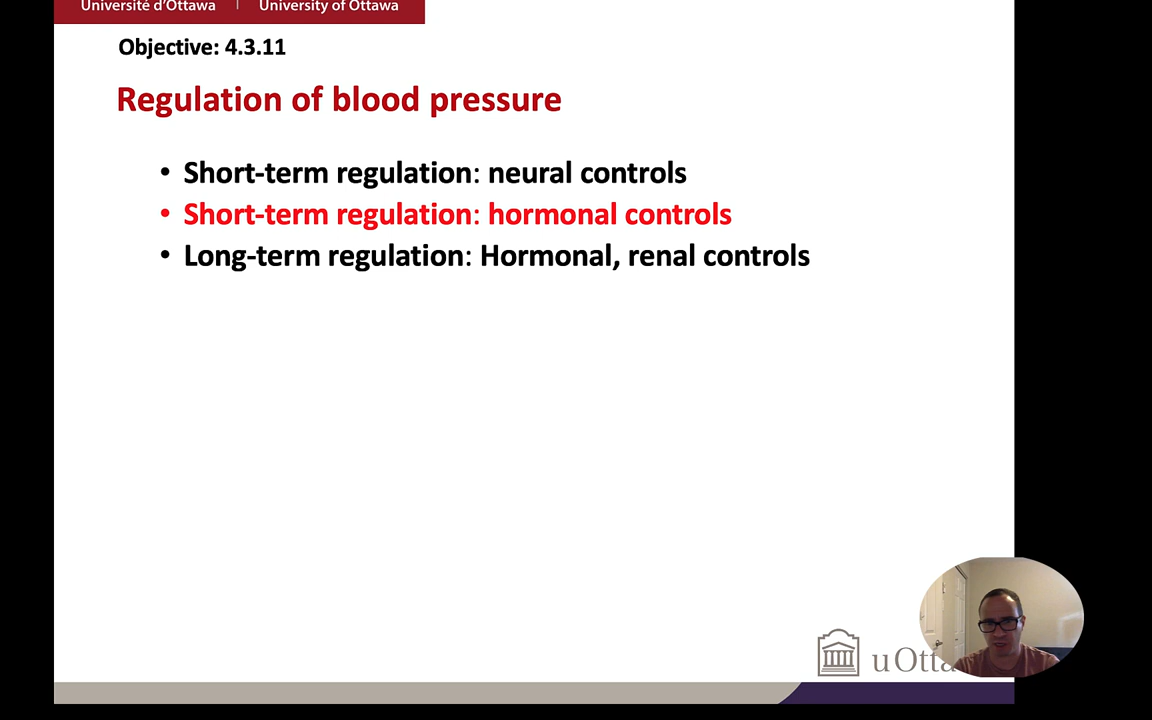 Université d'Ottawa | University of Ottawa
Objective: 4.3.11
Regulation of blood pressure
• Short-term regulation: neural controls
• Short-term regulation: hormonal controls
• Long-term regulation: Hormonal, renal controls